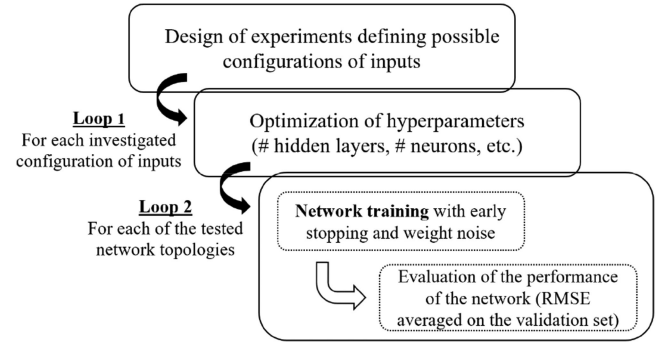 Design of experiments defining possible
configurations of inputs
Loop 1
For each investigated
configuration of inputs
Optimization of hyperparameters
(# hidden layers, # neurons, etc.)
Loop 2
For each of the tested
network topologies
Network training with early
stopping and weight noise
Evaluation of the performance
of the network (RMSE
averaged on the validation set)